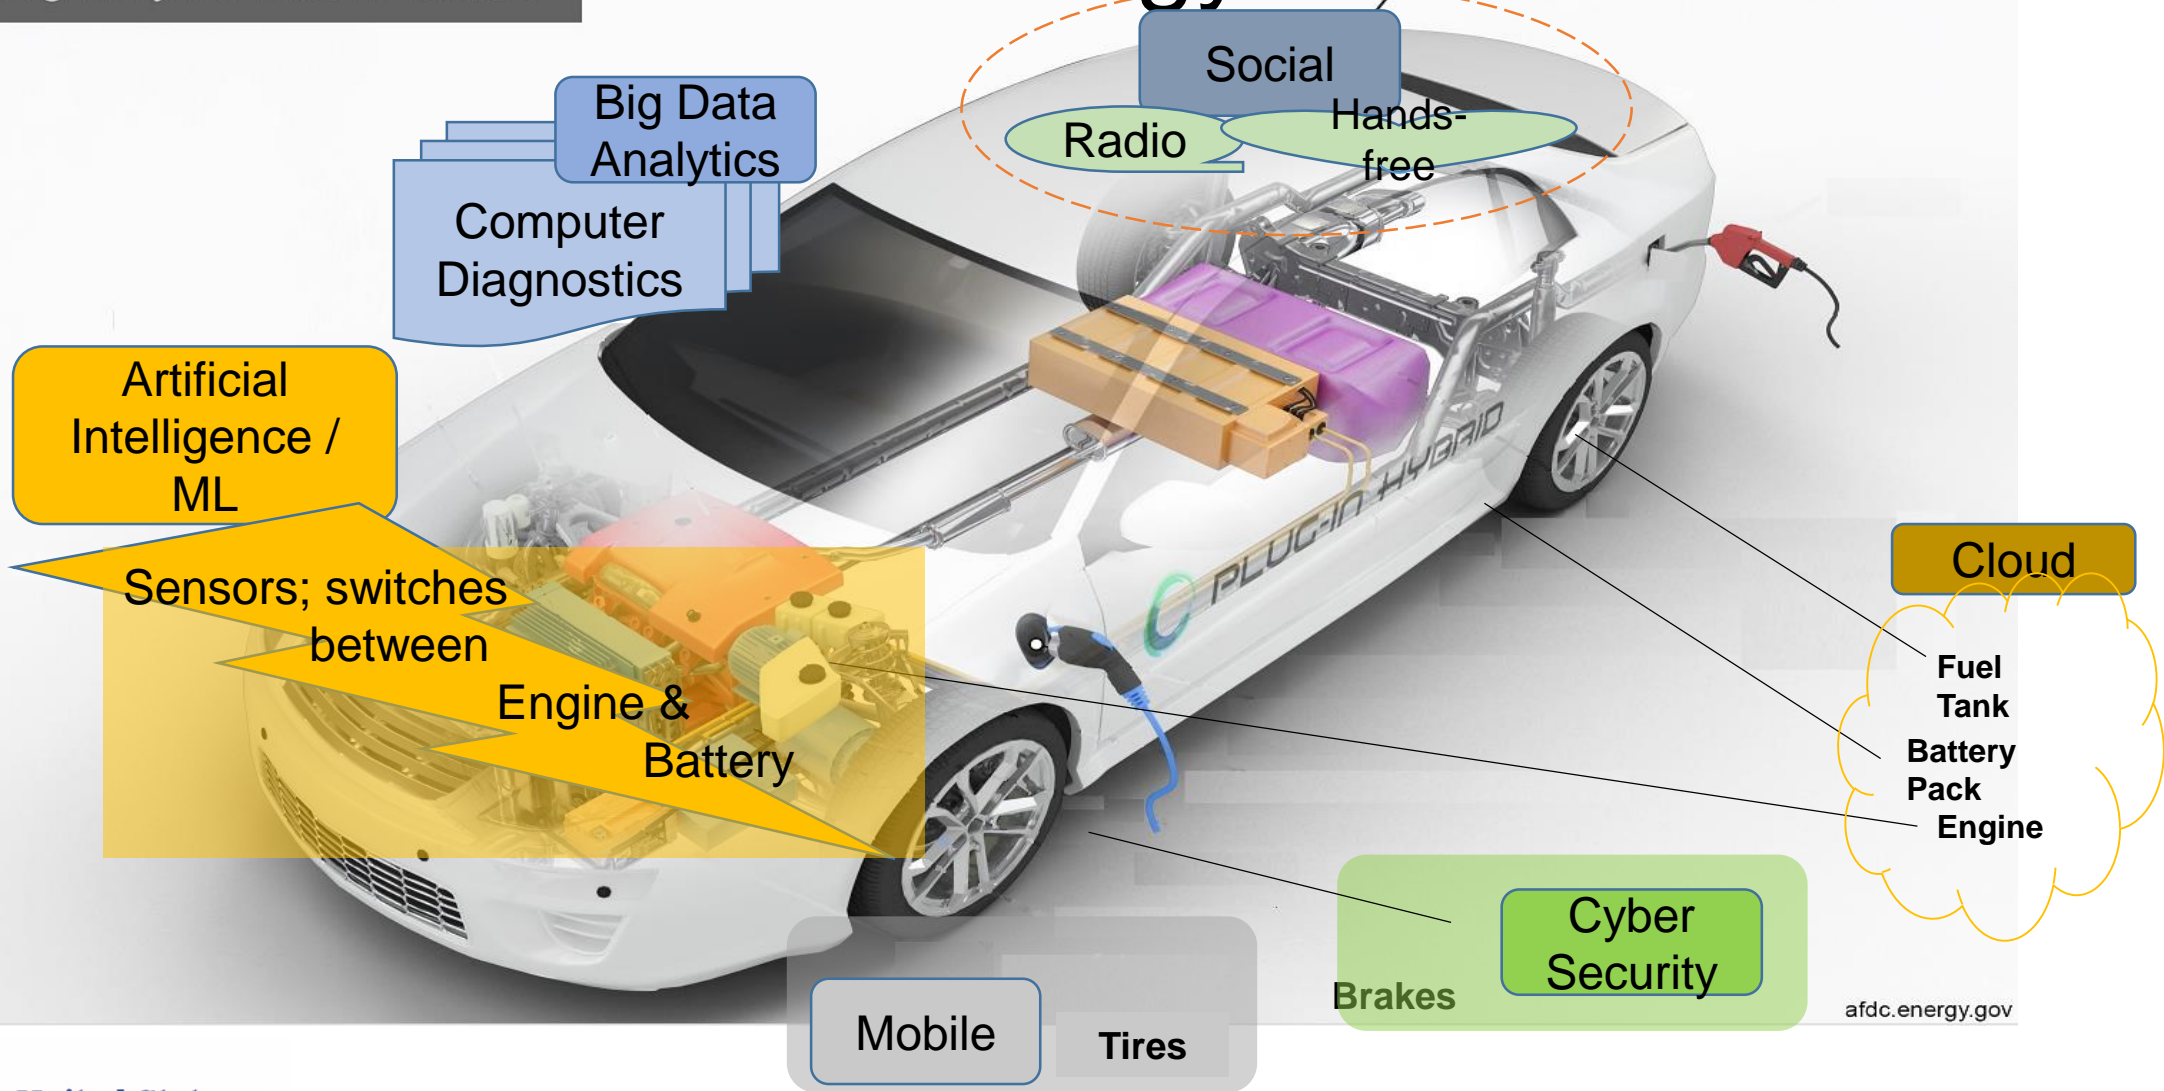 gy
Social
Radio
Hands-
free
Big Data
Analytics
Computer
Diagnostics
Artificial
Intelligence /
ML
Sensors; switches
between
Engine &
Battery
PLUG-IN HYBRID
Cloud
Fuel
Tank
Battery
Pack
Engine
Cyber
Security
Brakes
Mobile
Tires
afdc.energy.gov